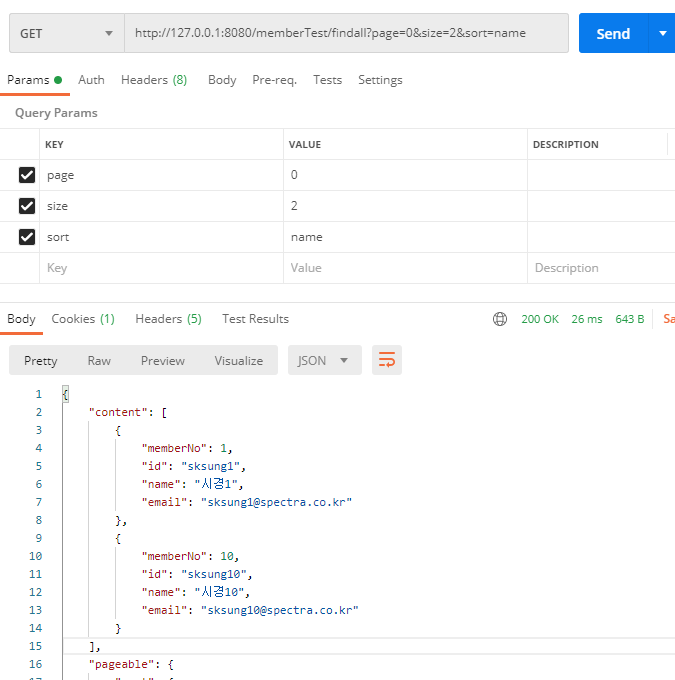 GET http://127.0.0.1:8080/memberTest/findall?page=0&size=2&sort=name Send
Params Auth Headers (8) Body Pre-req. Tests Settings
Query Params
KEY VALUE DESCRIPTION
page 0
size 2
sort name
Key Value Description
Body Cookies (1) Headers (5) Test Results 200 OK 26 ms 643 B Sa
Pretty Raw Preview Visualize JSON
1 {
2 "content": [
3 {
4 "memberNo": 1,
5 "id": "sksung1",
6 "name": "시경1",
7 "email": "sksung1@spectra.co.kr"
8 },
9 {
10 "memberNo": 10,
11 "id": "sksung10",
12 "name": "시경10",
13 "email": "sksung10@spectra.co.kr"
14 }
15 ],
16 "pageable": {